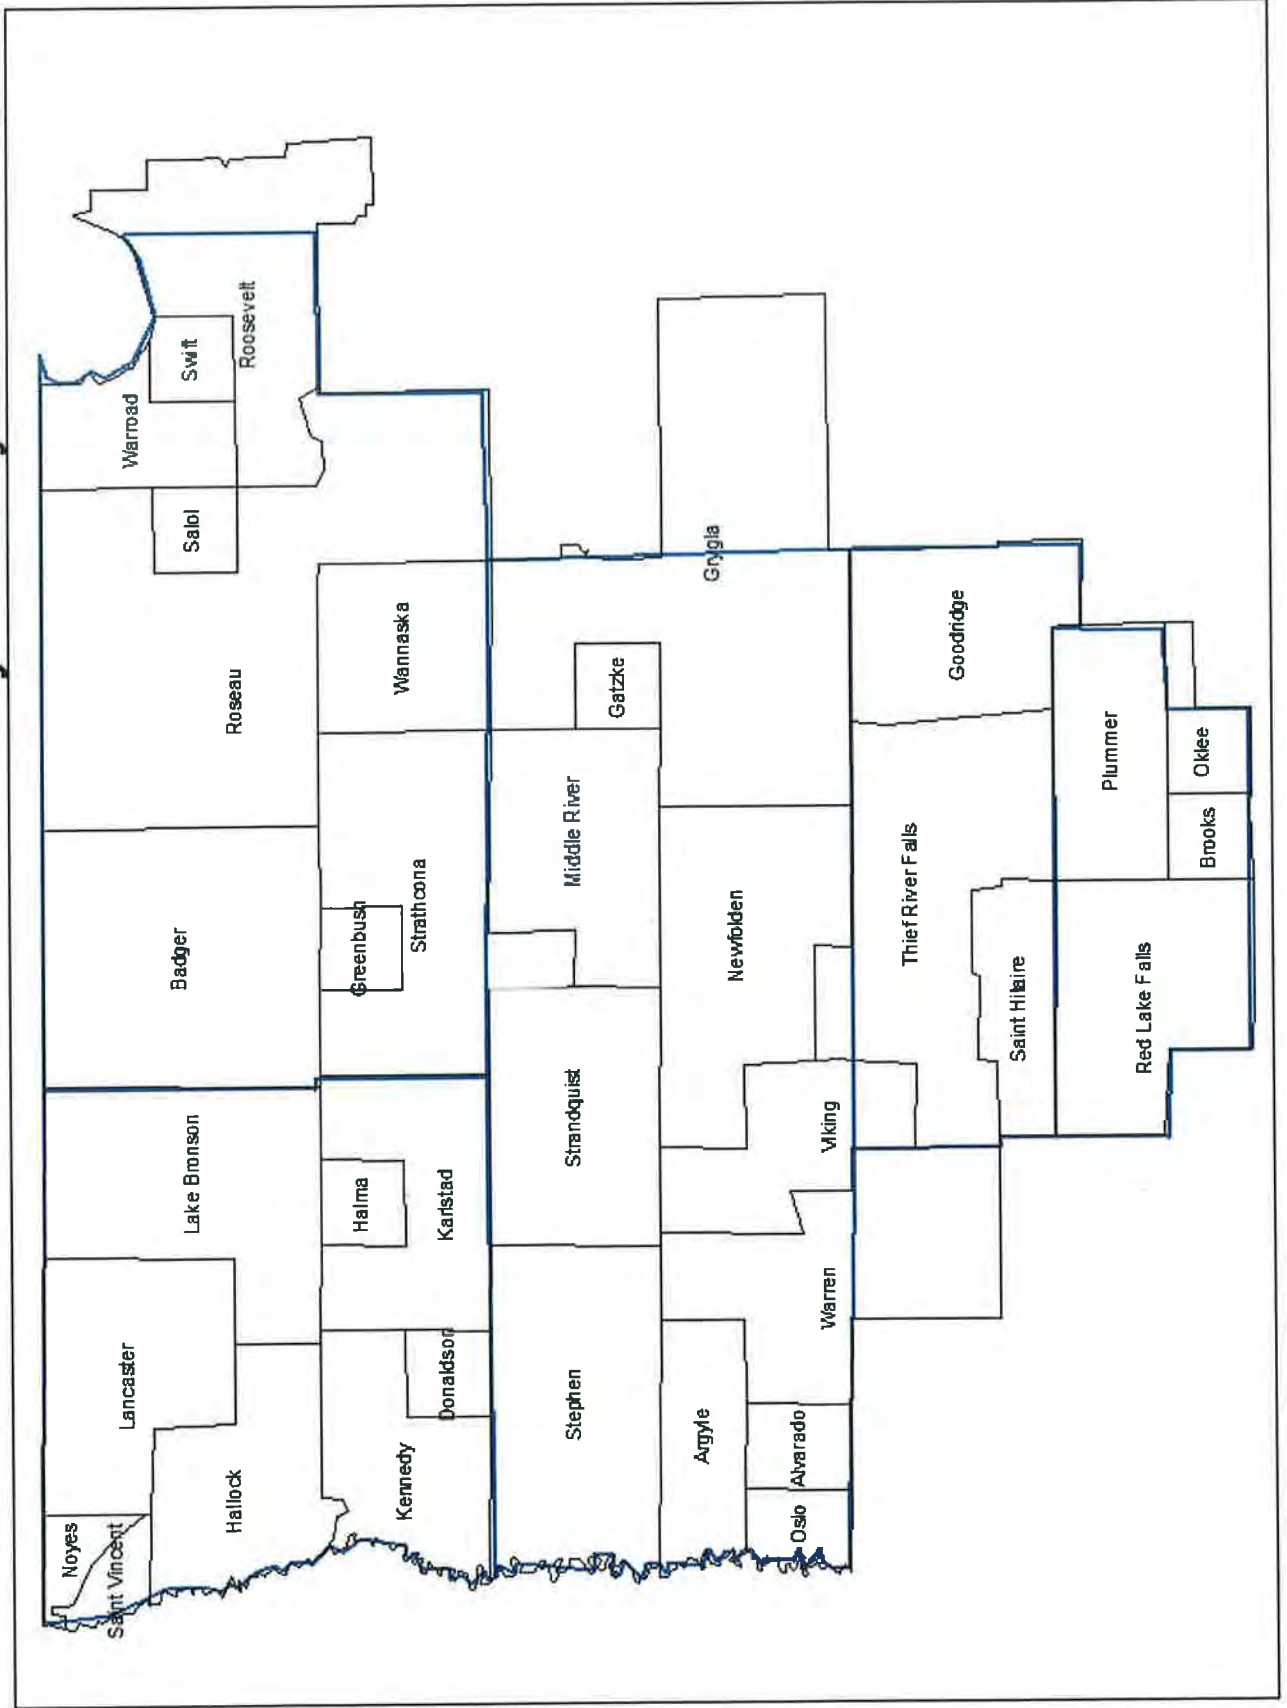 Noyes
Saint Vincent
Lancaster
Hallock
Lake Bronson
Badger
Roseau
Salol
Warroad
Swift
Roosevelt
Kennedy
Donaldson
Halma
Karlstad
Greenbush
Strathcona
Wannaska
Stephen
Strandquist
Middle River
Gatzke
Grygla
Argyle
Oslo
Alvarado
Warren
Viking
Newfolden
Thief River Falls
Goodridge
Saint Hilaire
Red Lake Falls
Plummer
Brooks
Oklee